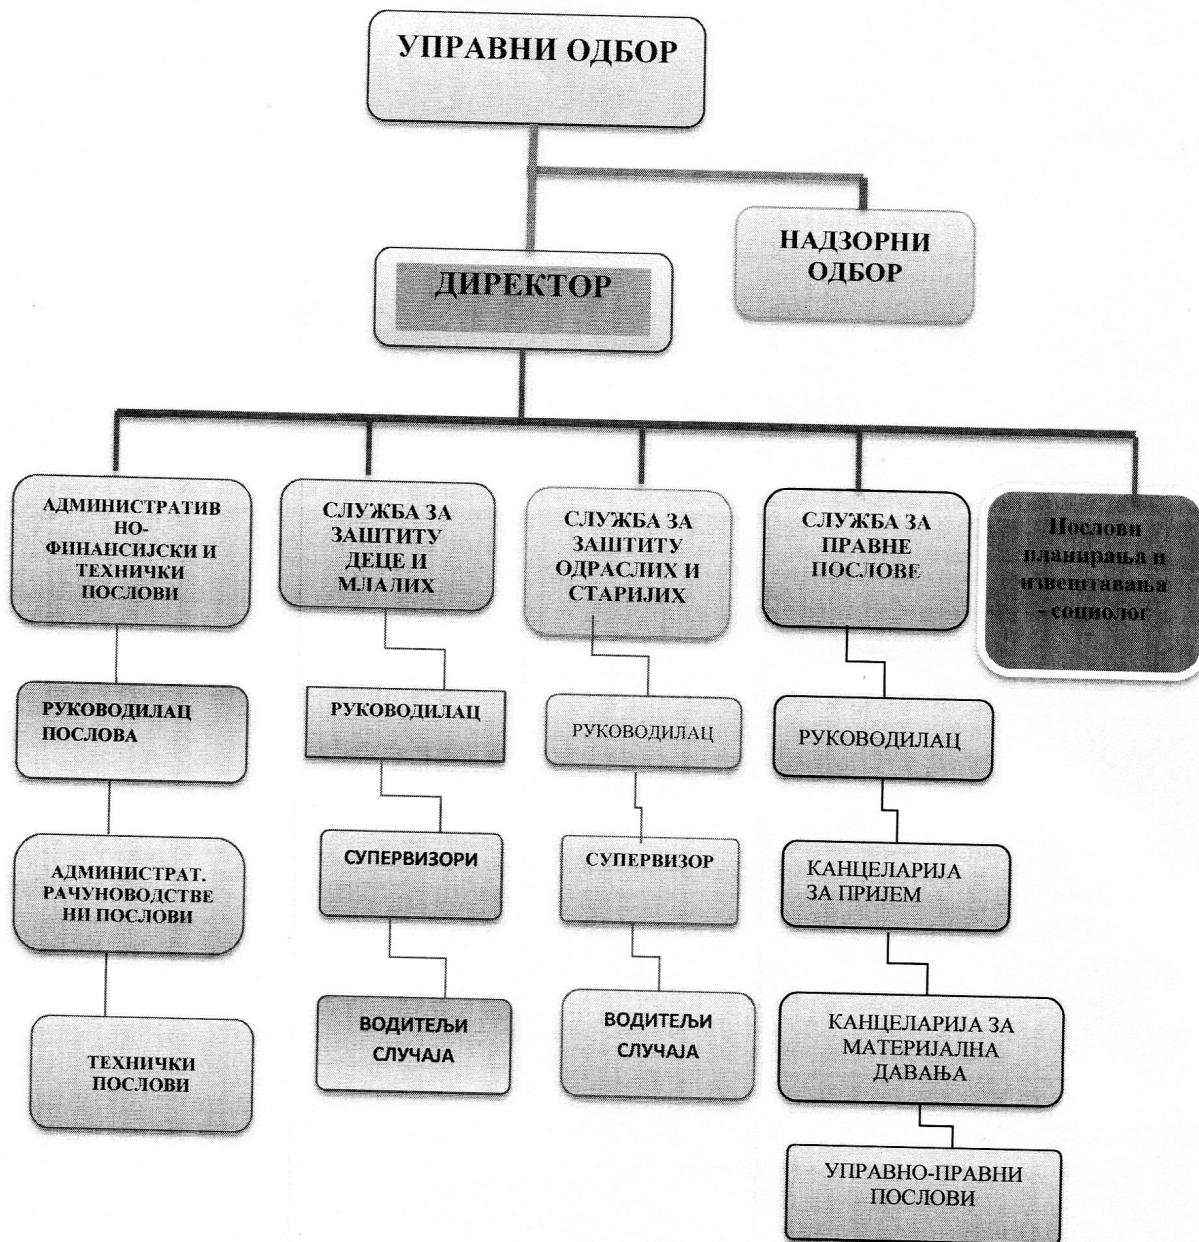 УПРАВНИ ОДБОР
НАДЗОРНИ
ОДБОР
ДИРЕКТОР
АДМИНИСТРАТИВ
НО-
ФИНАНСИЈСКИ И
ТЕХНИЧКИ
ПОСЛОВИ
СЛУЖБА ЗА
ЗАШТИТУ
ДЕЦЕ И
МЛАЛИХ
СЛУЖБА ЗА
ЗАШТИТУ
ОДРАСЛИХ И
СТАРИЈИХ
СЛУЖБА ЗА
ПРАВНЕ
ПОСЛОВЕ
Послови
планирања и
извештавања
- социолог
РУКОВОДИЛАЦ
ПОСЛОВА
РУКОВОДИЛАЦ
РУКОВОДИЛАЦ
РУКОВОДИЛАЦ
АДМИНИСТРАТ.
РАЧУНОВОДСТВЕ
НИ ПОСЛОВИ
СУПЕРВИЗОРИ
СУПЕРВИЗОР
КАНЦЕЛАРИЈА
ЗА ПРИЈЕМ
ТЕХНИЧКИ
ПОСЛОВИ
ВОДИТЕЉИ
СЛУЧАЈА
ВОДИТЕЉИ
СЛУЧАЈА
КАНЦЕЛАРИЈА ЗА
МАТЕРИЈАЛНА
ДАВАЊА
УПРАВНО-ПРАВНИ
ПОСЛОВИ